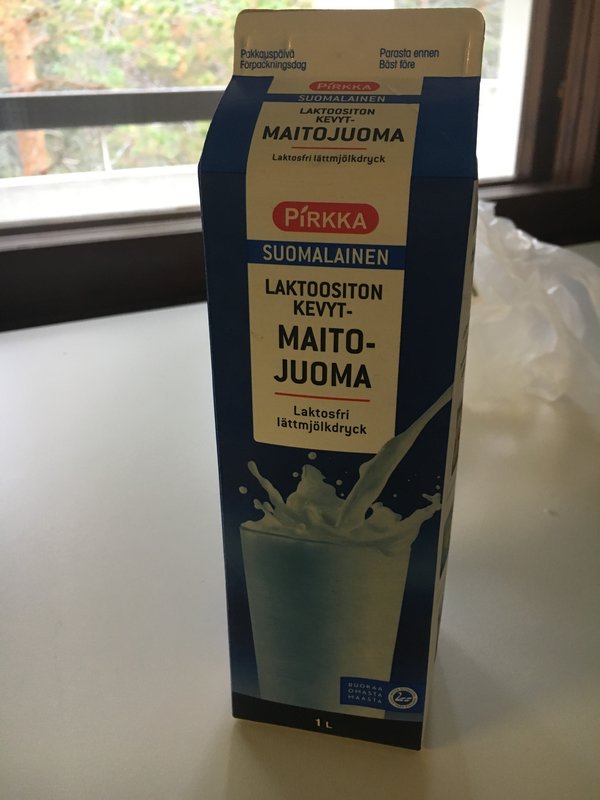 Pakkauspäivä
Förpackningsdag
Parasta ennen
Bäst före
PIRKKA
SUOMALAINEN
LAKTOOSITON
KEVYT-
MAITOJUOMA
Laktosfri lättmjölkdryck
PIRKKA
SUOMALAINEN
LAKTOOSITON
KEVYT-
MAITO-
JUOMA
Laktosfri
lättmjölkdryck
RUOKAA
OMASTA
MAASTA
1 L